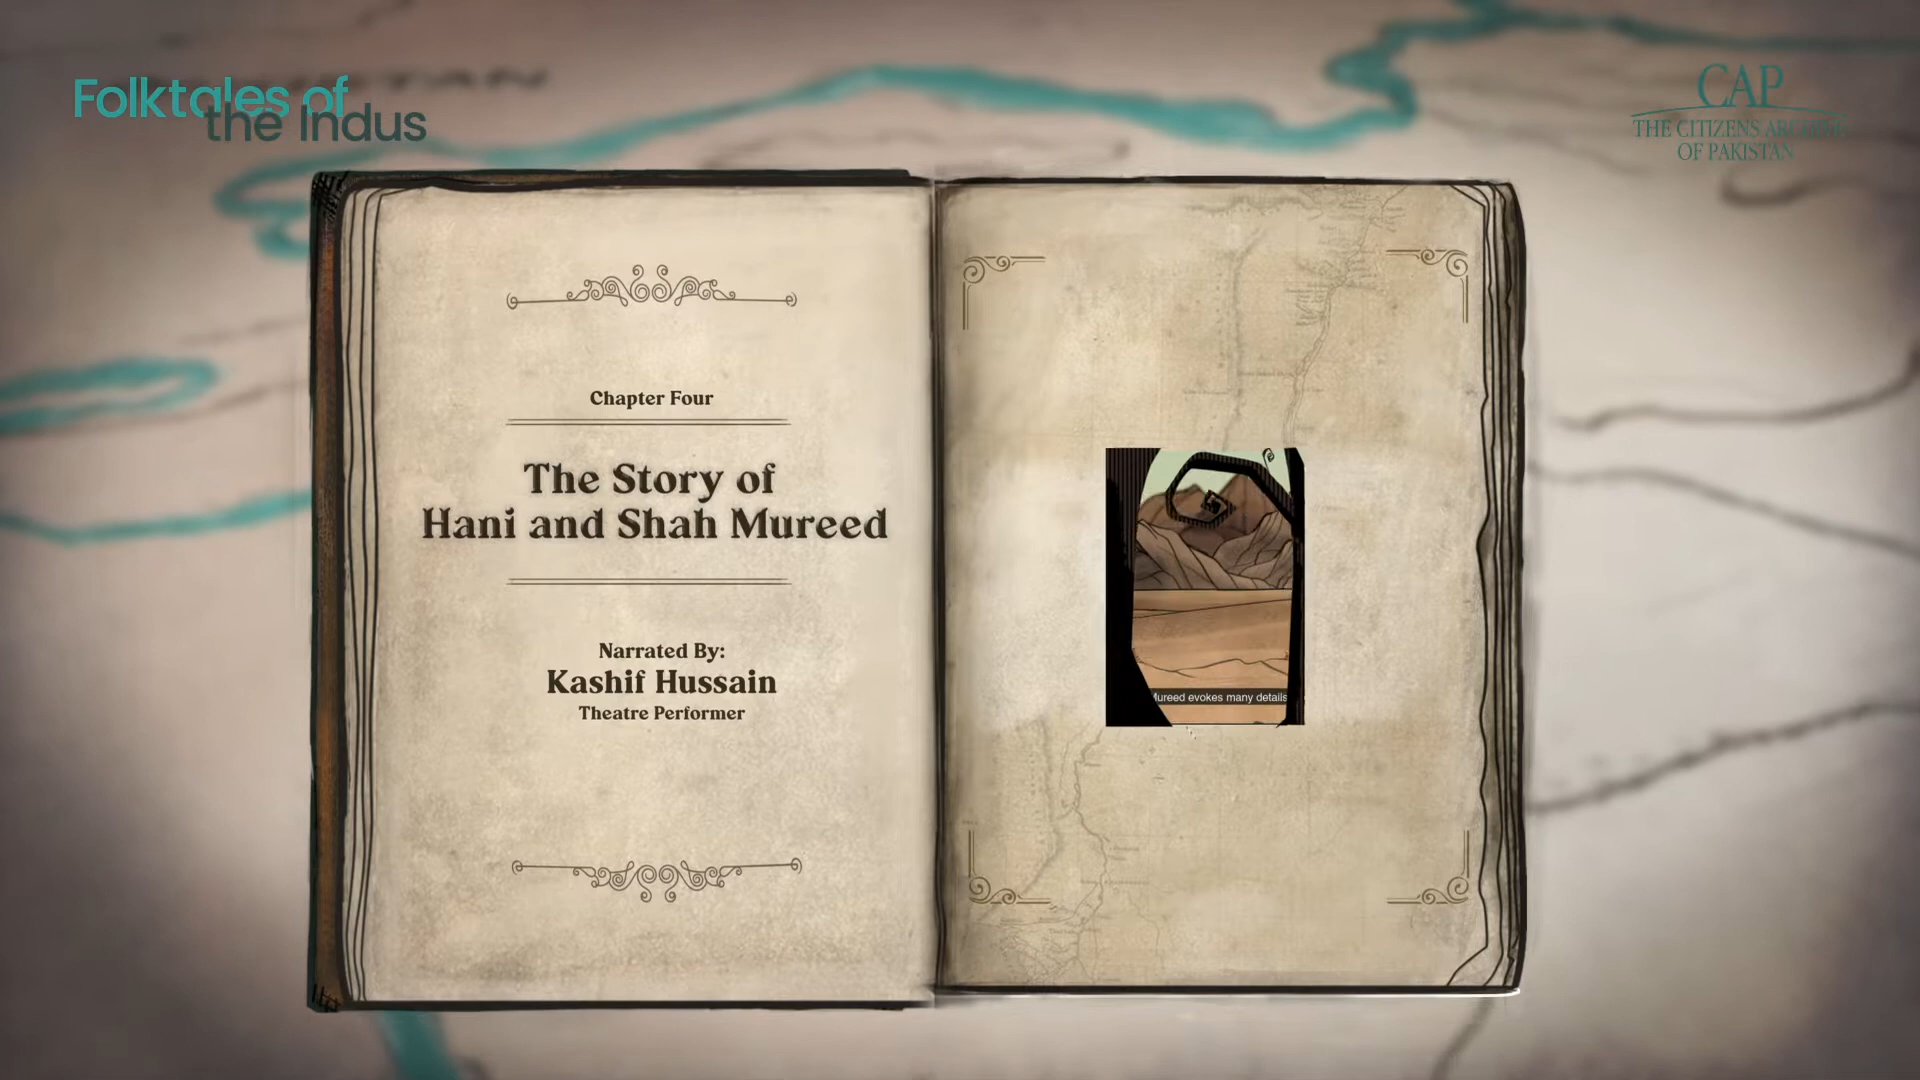 Folktales of
the Indus
CAP
THE CITIZENS ARCHIVE
OF PAKISTAN
Chapter Four
The Story of
Hani and Shah Mureed
Narrated By:
Kashif Hussain
Theatre Performer
Mureed evokes many details